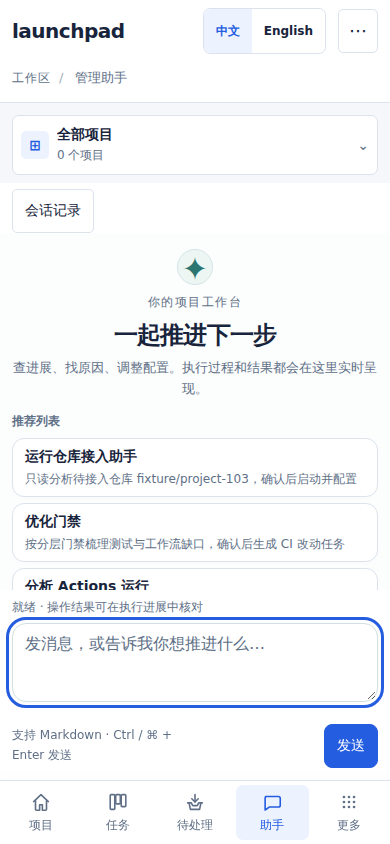 launchpad
中文
English
工作区 / 管理助手
全部项目
0 个项目
会话记录
你的项目工作台
一起推进下一步
查进展、找原因、调整配置。执行过程和结果都会在这里实时呈
现。
推荐列表
运行仓库接入助手
只读分析待接入仓库 fixture/project-103，确认后启动并配置
优化门禁
按分层门禁梳理测试与工作流缺口，确认后生成 CI 改动任务
分析 Actions 运行
就绪 · 操作结果可在执行进展中核对
发消息，或告诉我你想推进什么…
支持 Markdown · Ctrl / ⌘ +
Enter 发送
发送
项目
任务
待处理
助手
更多